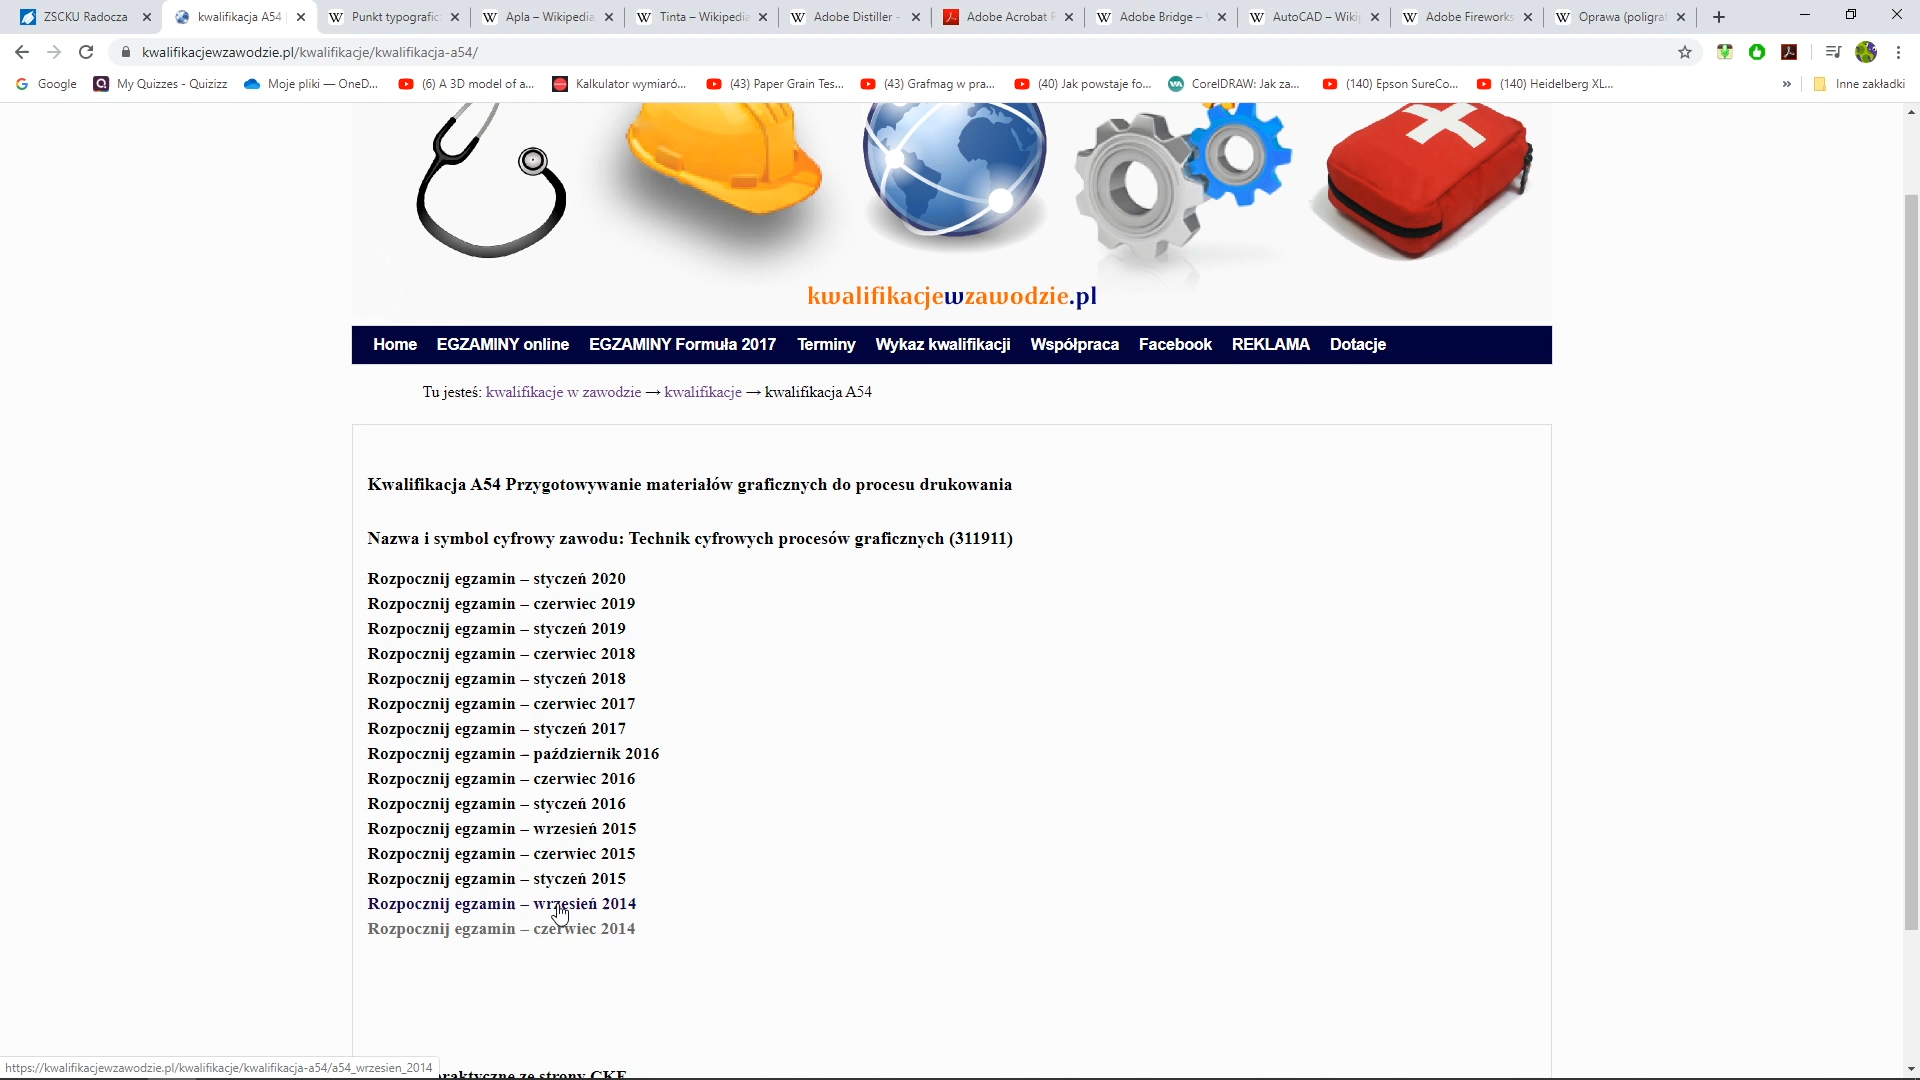 ZSCKU Radocza
kwalifikacja A54
Punkt typografic
Apla – Wikipedia
Tinta – Wikipedia
Adobe Distiller -
Adobe Acrobat
Adobe Bridge –
AutoCAD – Wikip
Adobe Fireworks
Oprawa (poligraf
kwalifikacjewzawodzie.pl/kwalifikacje/kwalifikacja-a54/
Google
My Quizzes - Quizizz
Moje pliki — OneD...
(6) A 3D model of a...
Kalkulator wymiaró...
(43) Paper Grain Tes...
(43) Grafmag w pra...
(40) Jak powstaje fo...
CorelDRAW: Jak za...
(140) Epson SureCo...
(140) Heidelberg XL...
»
Inne zakładki
kwalifikacjewzawodzie.pl
Home EGZAMINY online EGZAMINY Formuła 2017 Terminy Wykaz kwalifikacji Współpraca Facebook REKLAMA Dotacje
Tu jesteś: kwalifikacje w zawodzie → kwalifikacje → kwalifikacja A54
Kwalifikacja A54 Przygotowywanie materiałów graficznych do procesu drukowania
Nazwa i symbol cyfrowy zawodu: Technik cyfrowych procesów graficznych (311911)
Rozpocznij egzamin – styczeń 2020
Rozpocznij egzamin – czerwiec 2019
Rozpocznij egzamin – styczeń 2019
Rozpocznij egzamin – czerwiec 2018
Rozpocznij egzamin – styczeń 2018
Rozpocznij egzamin – czerwiec 2017
Rozpocznij egzamin – styczeń 2017
Rozpocznij egzamin – październik 2016
Rozpocznij egzamin – czerwiec 2016
Rozpocznij egzamin – styczeń 2016
Rozpocznij egzamin – wrzesień 2015
Rozpocznij egzamin – czerwiec 2015
Rozpocznij egzamin – styczeń 2015
Rozpocznij egzamin – wrzesień 2014
Rozpocznij egzamin – czerwiec 2014
https://kwalifikacjewzawodzie.pl/kwalifikacje/kwalifikacja-a54/a54_wrzesien_2014
raktyczne ze strony CKE